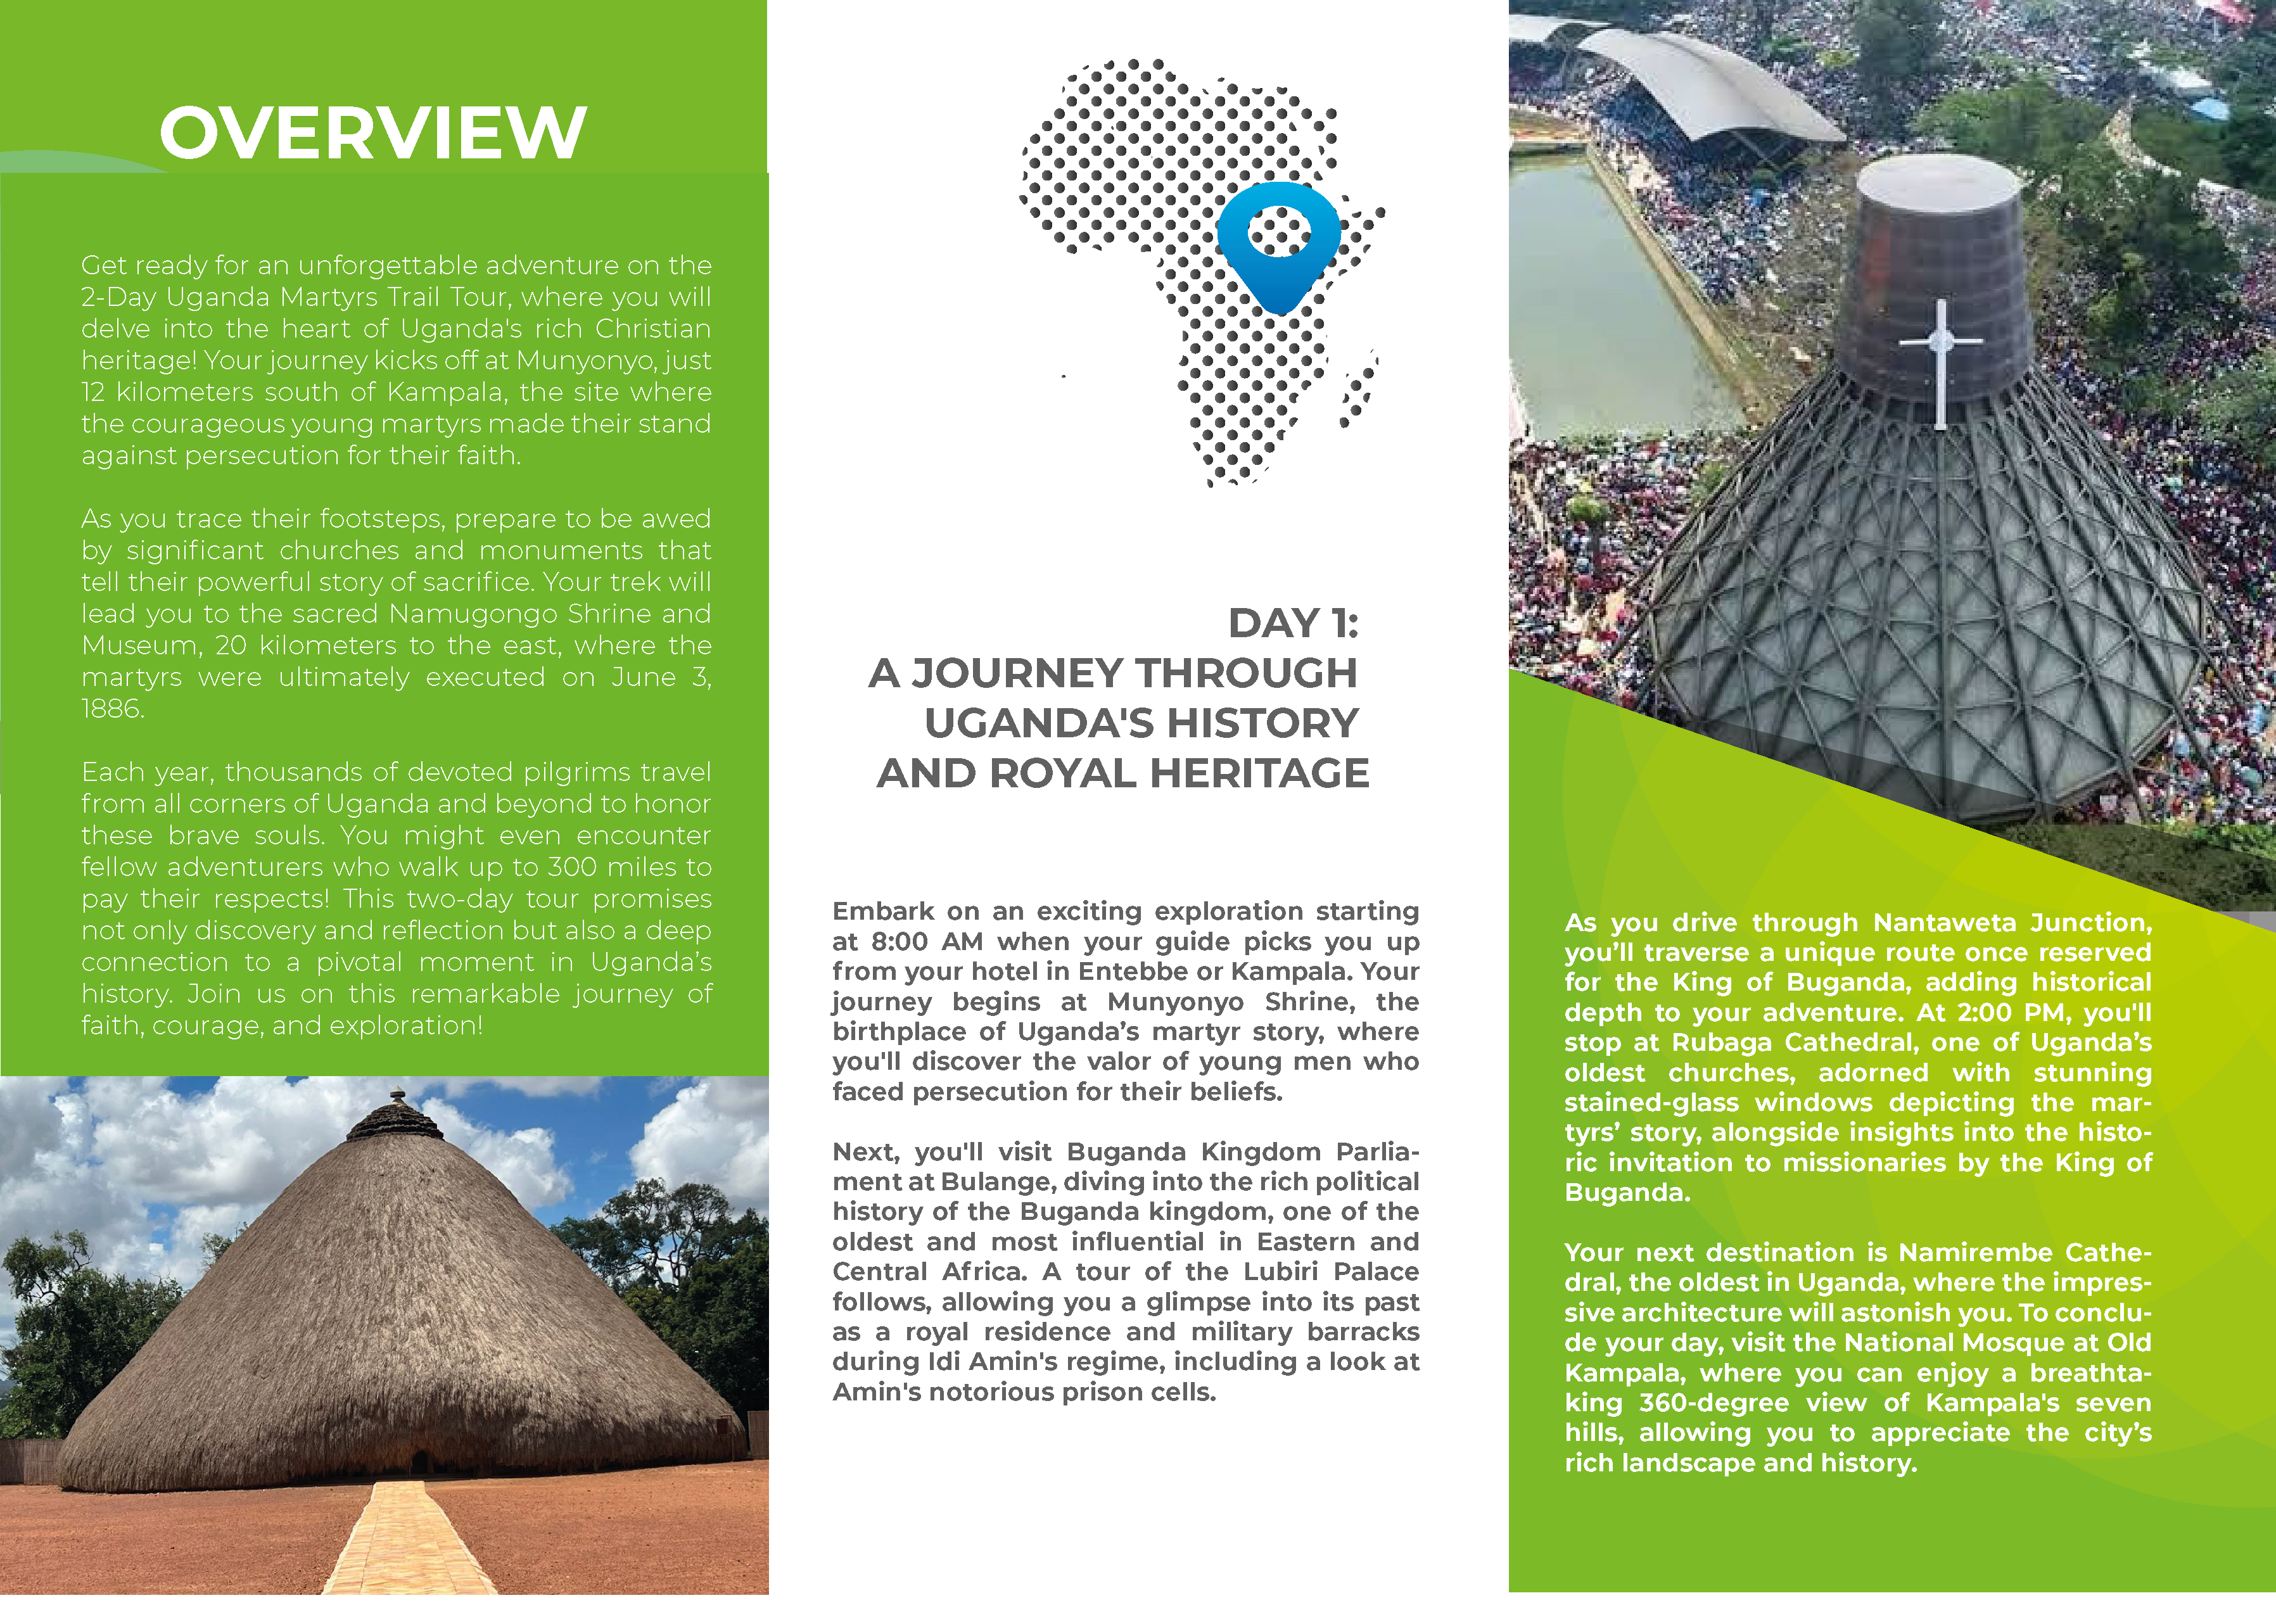 OVERVIEW
Get ready for an unforgettable adventure on the
2-Day Uganda Martyrs Trail Tour, where you will
delve into the heart of Uganda's rich Christian
heritage! Your journey kicks off at Munyonyo, just
12 kilometers south of Kampala, the site where
the courageous young martyrs made their stand
against persecution for their faith.
As you trace their footsteps, prepare to be awed
by significant churches and monuments that
tell their powerful story of sacrifice. Your trek will
lead you to the sacred Namugongo Shrine and
Museum, 20 kilometers to the east, where the
martyrs were ultimately executed on June 3,
1886.
Each year, thousands of devoted pilgrims travel
from all corners of Uganda and beyond to honor
these brave souls. You might even encounter
fellow adventurers who walk up to 300 miles to
pay their respects! This two-day tour promises
not only discovery and reflection but also a deep
connection to a pivotal moment in Uganda’s
history. Join us on this remarkable journey of
faith, courage, and exploration!
DAY 1:
A JOURNEY THROUGH
UGANDA'S HISTORY
AND ROYAL HERITAGE
Embark on an exciting exploration starting
at 8:00 AM when your guide picks you up
from your hotel in Entebbe or Kampala. Your
journey begins at Munyonyo Shrine, the
birthplace of Uganda’s martyr story, where
you'll discover the valor of young men who
faced persecution for their beliefs.
Next, you'll visit Buganda Kingdom Parlia-
ment at Bulange, diving into the rich political
history of the Buganda kingdom, one of the
oldest and most influential in Eastern and
Central Africa. A tour of the Lubiri Palace
follows, allowing you a glimpse into its past
as a royal residence and military barracks
during Idi Amin's regime, including a look at
Amin's notorious prison cells.
As you drive through Nantaweta Junction,
you’ll traverse a unique route once reserved
for the King of Buganda, adding historical
depth to your adventure. At 2:00 PM, you'll
stop at Rubaga Cathedral, one of Uganda’s
oldest churches, adorned with stunning
stained-glass windows depicting the mar-
tyrs’ story, alongside insights into the histo-
ric invitation to missionaries by the King of
Buganda.
Your next destination is Namirembe Cathe-
dral, the oldest in Uganda, where the impres-
sive architecture will astonish you. To conclu-
de your day, visit the National Mosque at Old
Kampala, where you can enjoy a breathta-
king 360-degree view of Kampala's seven
hills, allowing you to appreciate the city’s
rich landscape and history.